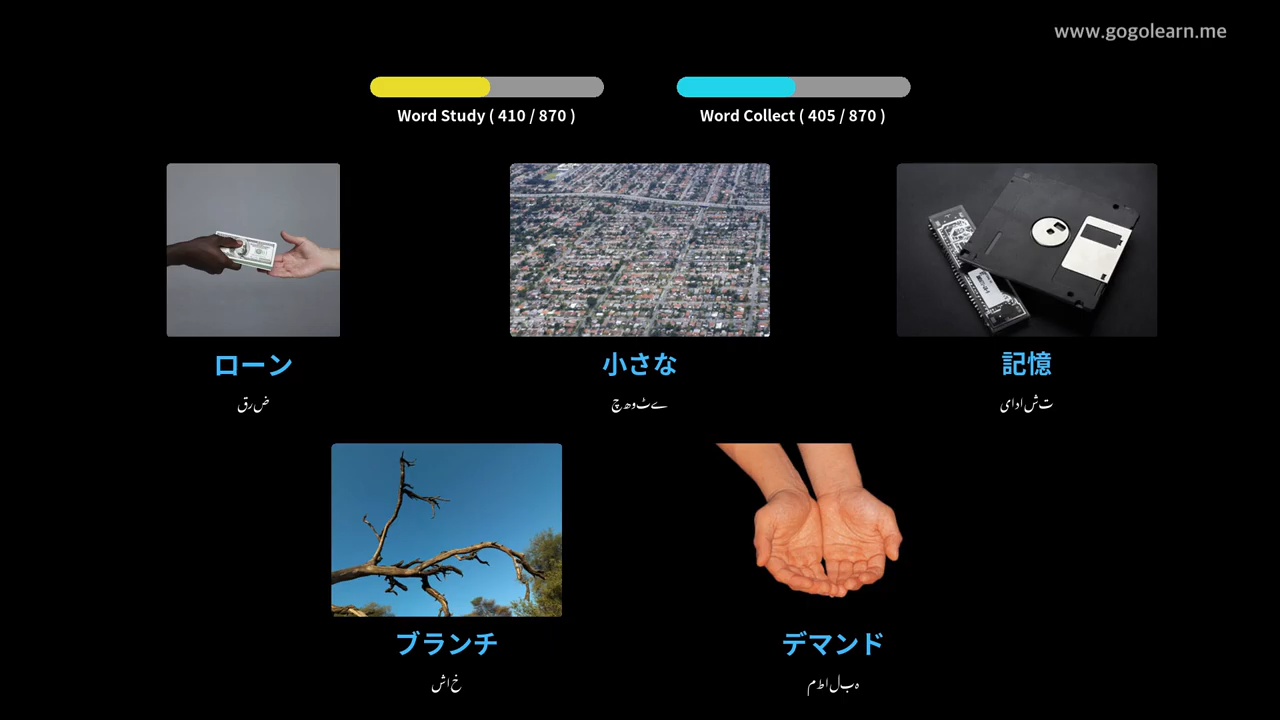 www.gogolearn.me
Word Study ( 410 / 870 )
Word Collect ( 405 / 870 )
ローン
小さな
記憶
ضرق
ےٹوھچ
تشادای
ブランチ
デマンド
خاش
ہبلاطم